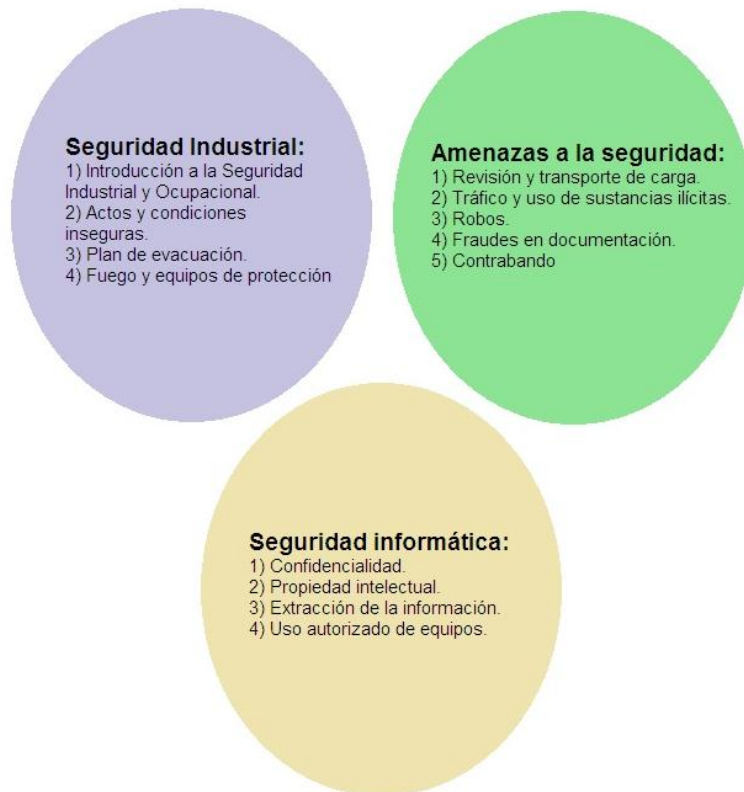 Seguridad Industrial:
1) Introducción a la Seguridad
Industrial y Ocupacional.
2) Actos y condiciones
inseguras.
3) Plan de evacuación.
4) Fuego y equipos de protección
Amenazas a la seguridad:
1) Revisión y transporte de carga.
2) Tráfico y uso de sustancias ilícitas.
3) Robos.
4) Fraudes en documentación.
5) Contrabando
Seguridad informática:
1) Confidencialidad.
2) Propiedad intelectual.
3) Extracción de la información.
4) Uso autorizado de equipos.